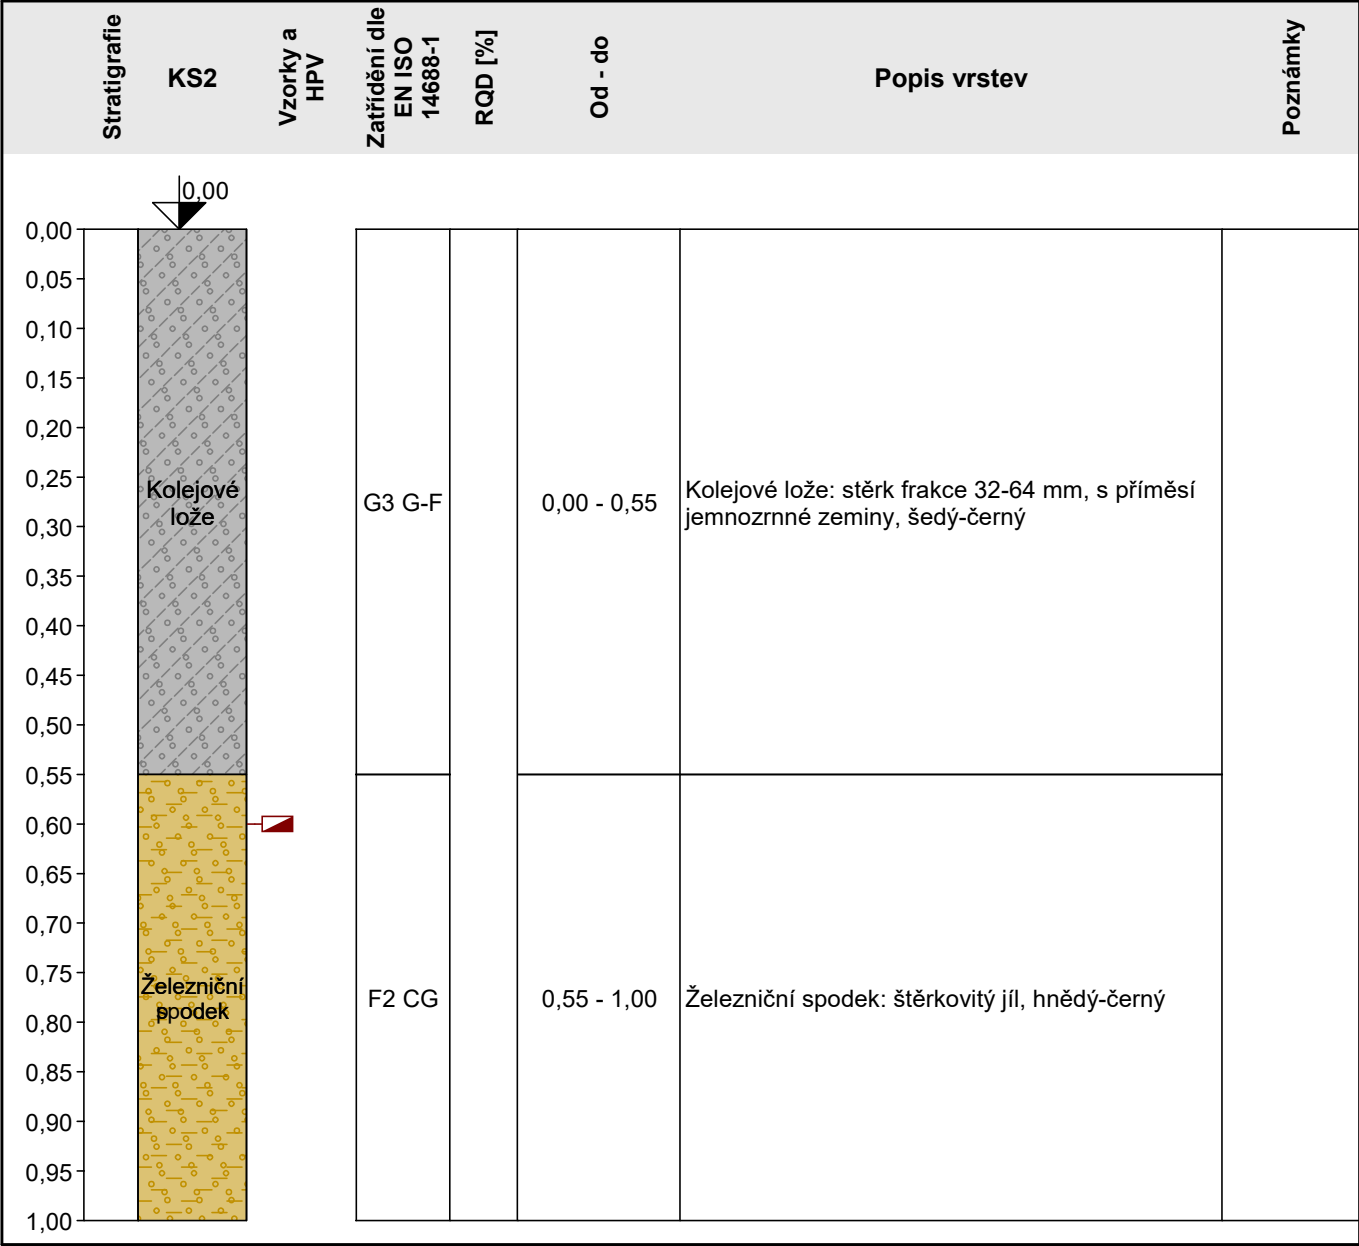 Stratigrafie
KS2
Vzorky a
HPV
Zatřídění dle
EN ISO
14688-1
RQD [%]
Od - do
Popis vrstev
Poznámky
0,00
0,00
0,05
0,10
0,15
0,20
0,25
0,30
0,35
0,40
0,45
0,50
0,55
0,60
0,65
0,70
0,75
0,80
0,85
0,90
0,95
1,00
Kolejové
lože
G3 G-F
0,00 - 0,55
Kolejové lože: stěrk frakce 32-64 mm, s příměsí
jemnozrnné zeminy, šedý-černý
Železniční
spodek
F2 CG
0,55 - 1,00
Železniční spodek: štěrkovitý jíl, hnědý-černý